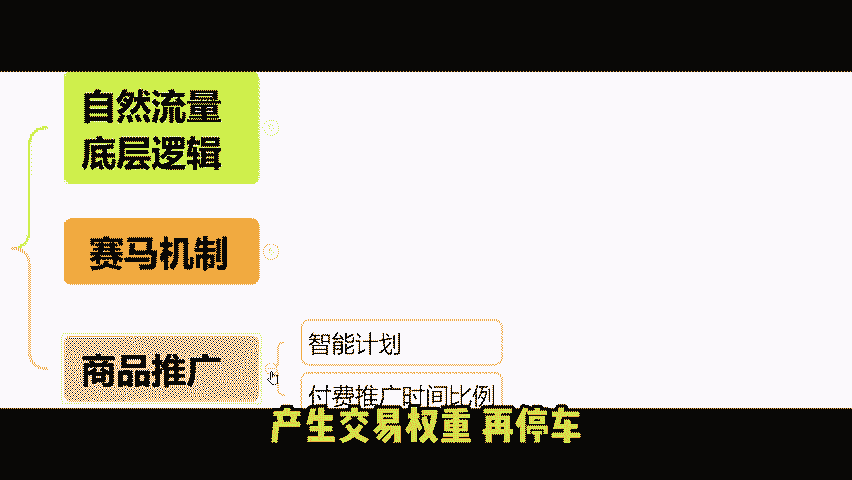 自然流量
底层逻辑
赛马机制
商品推广
智能计划
付费推广时间比例
产生交易权重 再停车